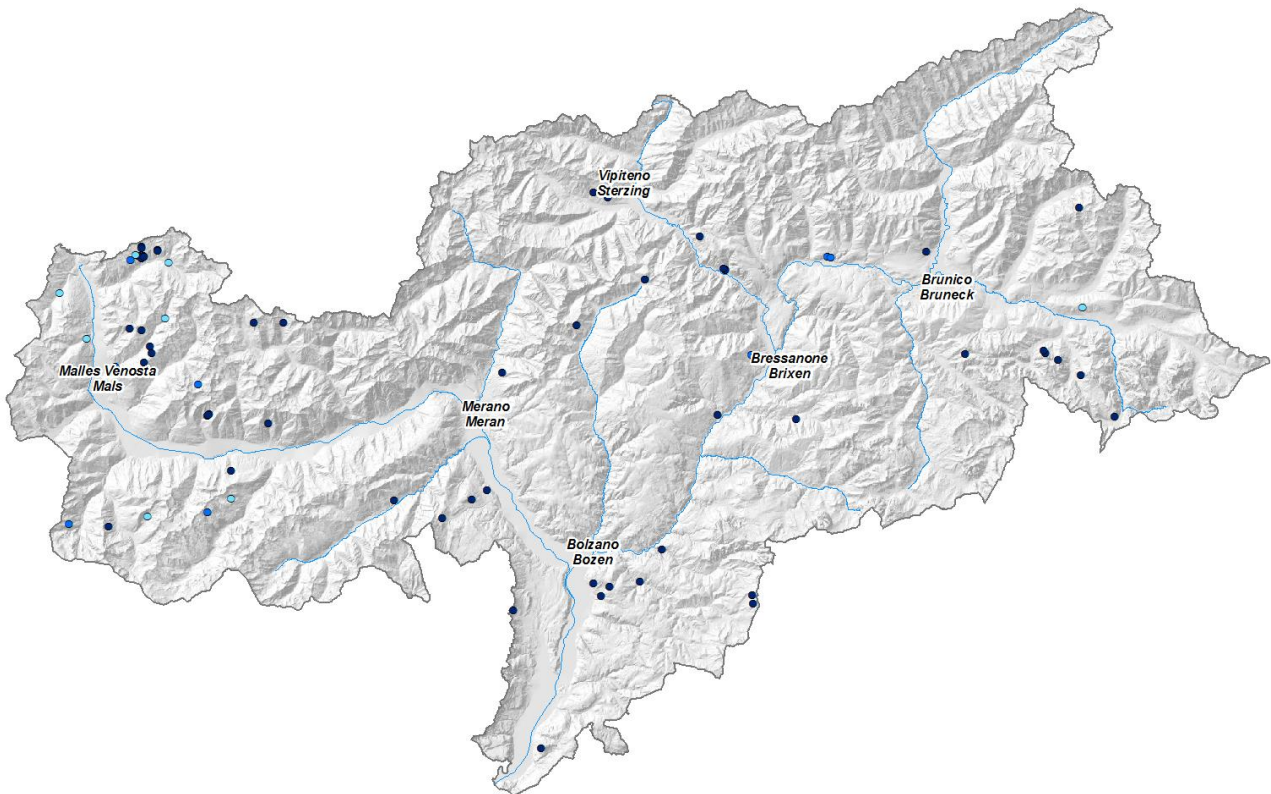 Vipiteno
Sterzing
Brunico
Bruneck
Bressanone
Brixen
Malles Venosta
Mals
Merano
Meran
Bolzano
Bozen